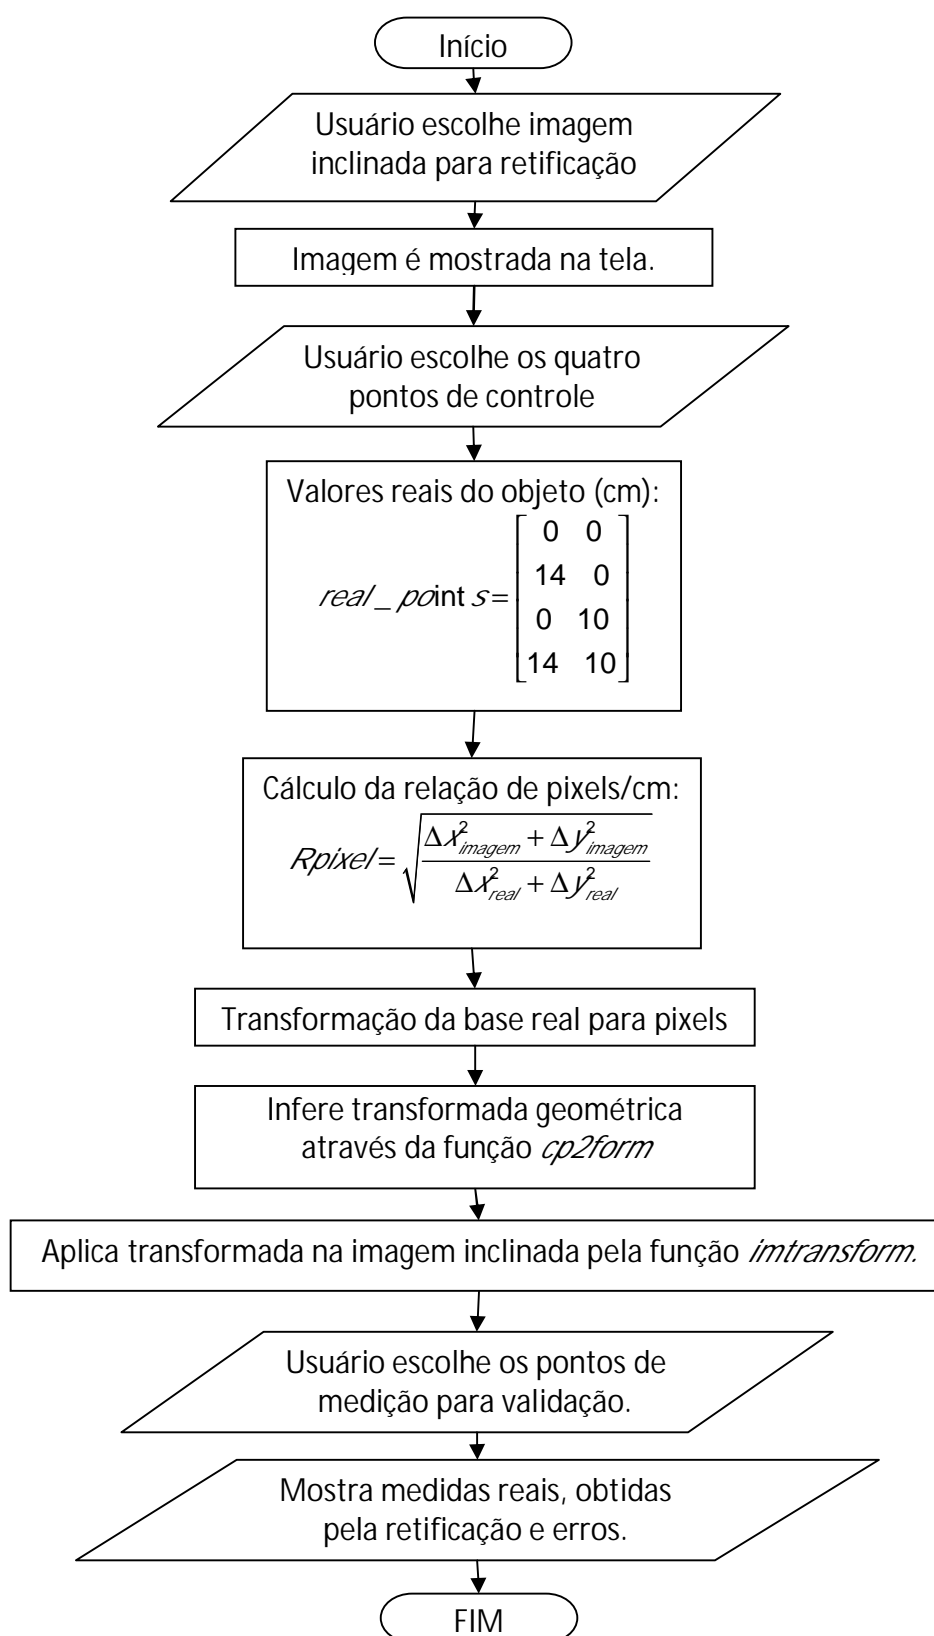 Início
Usuário escolhe imagem
inclinada para retificação
Imagem é mostrada na tela.
Usuário escolhe os quatro
pontos de controle
Valores reais do objeto (cm):
real _ point s = [0 0
14 0
0 10
14 10]
Cálculo da relação de pixels/cm:
Rpixel = √((Δx²imagem + Δy²imagem) / (Δx²real + Δy²real))
Transformação da base real para pixels
Infere transformada geométrica
através da função cp2form
Aplica transformada na imagem inclinada pela função imtransform.
Usuário escolhe os pontos de
medição para validação.
Mostra medidas reais, obtidas
pela retificação e erros.
FIM